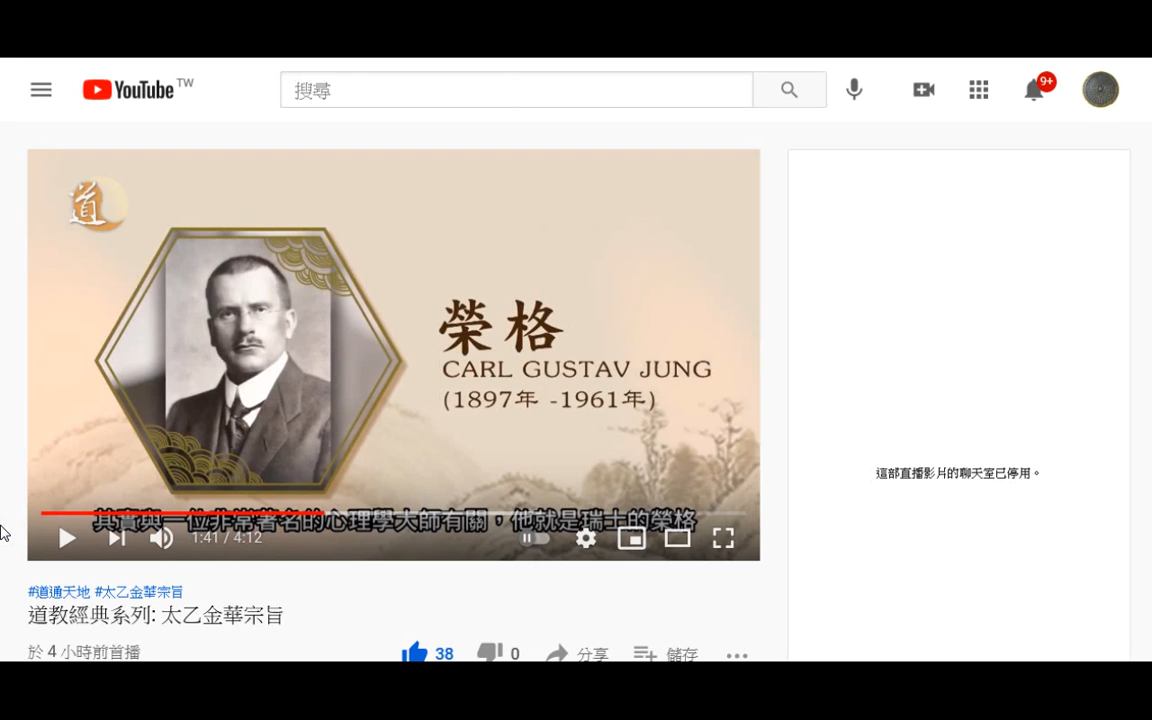 YouTube TW
搜尋
9+
道
榮格
CARL GUSTAV JUNG
(1897年 -1961年)
其實與一位非常著名的心理學大師有關，他就是瑞士的榮格
1:41 / 4:12
這部直播影片的聊天室已停用。
#道通天地 #太乙金華宗旨
道教經典系列: 太乙金華宗旨
於 4 小時前首播
38
0
分享
儲存